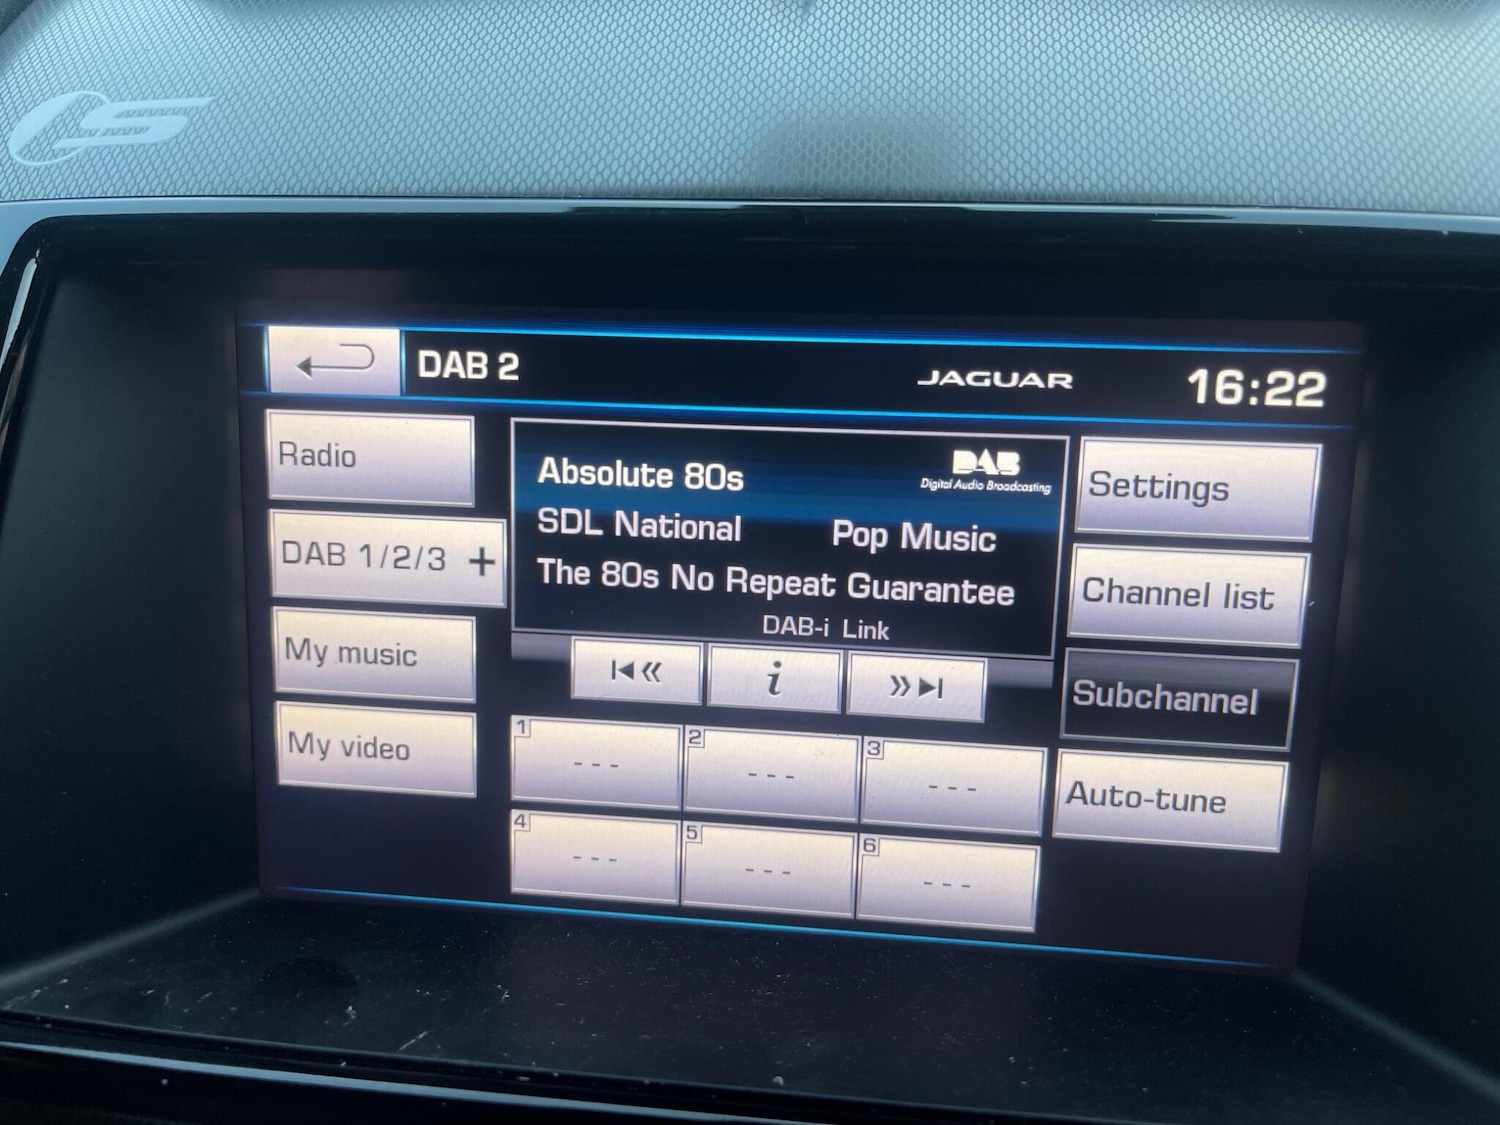 S
DAB 2
JAGUAR
16:22
Radio
DAB 1/2/3 +
My music
My video
Absolute 80s
DAB
Digital Audio Broadcasting
SDL National Pop Music
The 80s No Repeat Guarantee
DAB-i Link
i
Settings
Channel list
Subchannel
Auto-tune
1 ---
2 ---
3 ---
4 ---
5 ---
6 ---